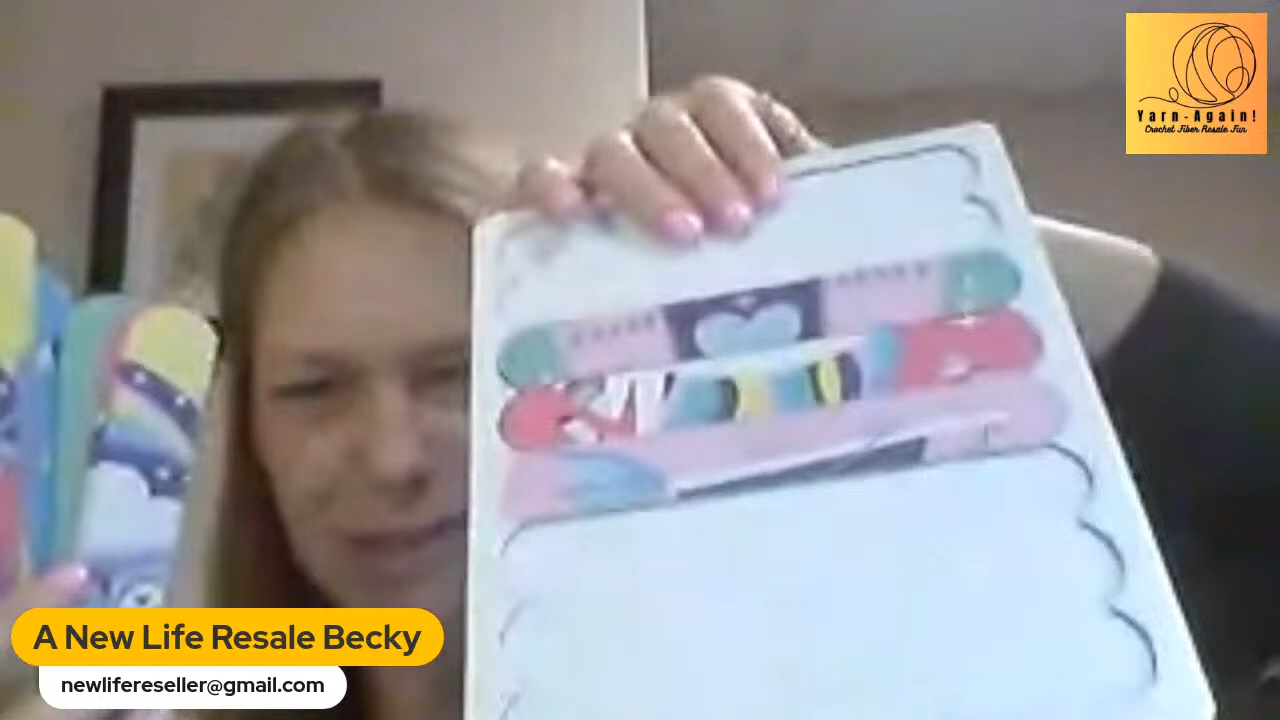 Yarn-Again!
Crochet Fiber Resale Fun
A New Life Resale Becky
newlifereseller@gmail.com